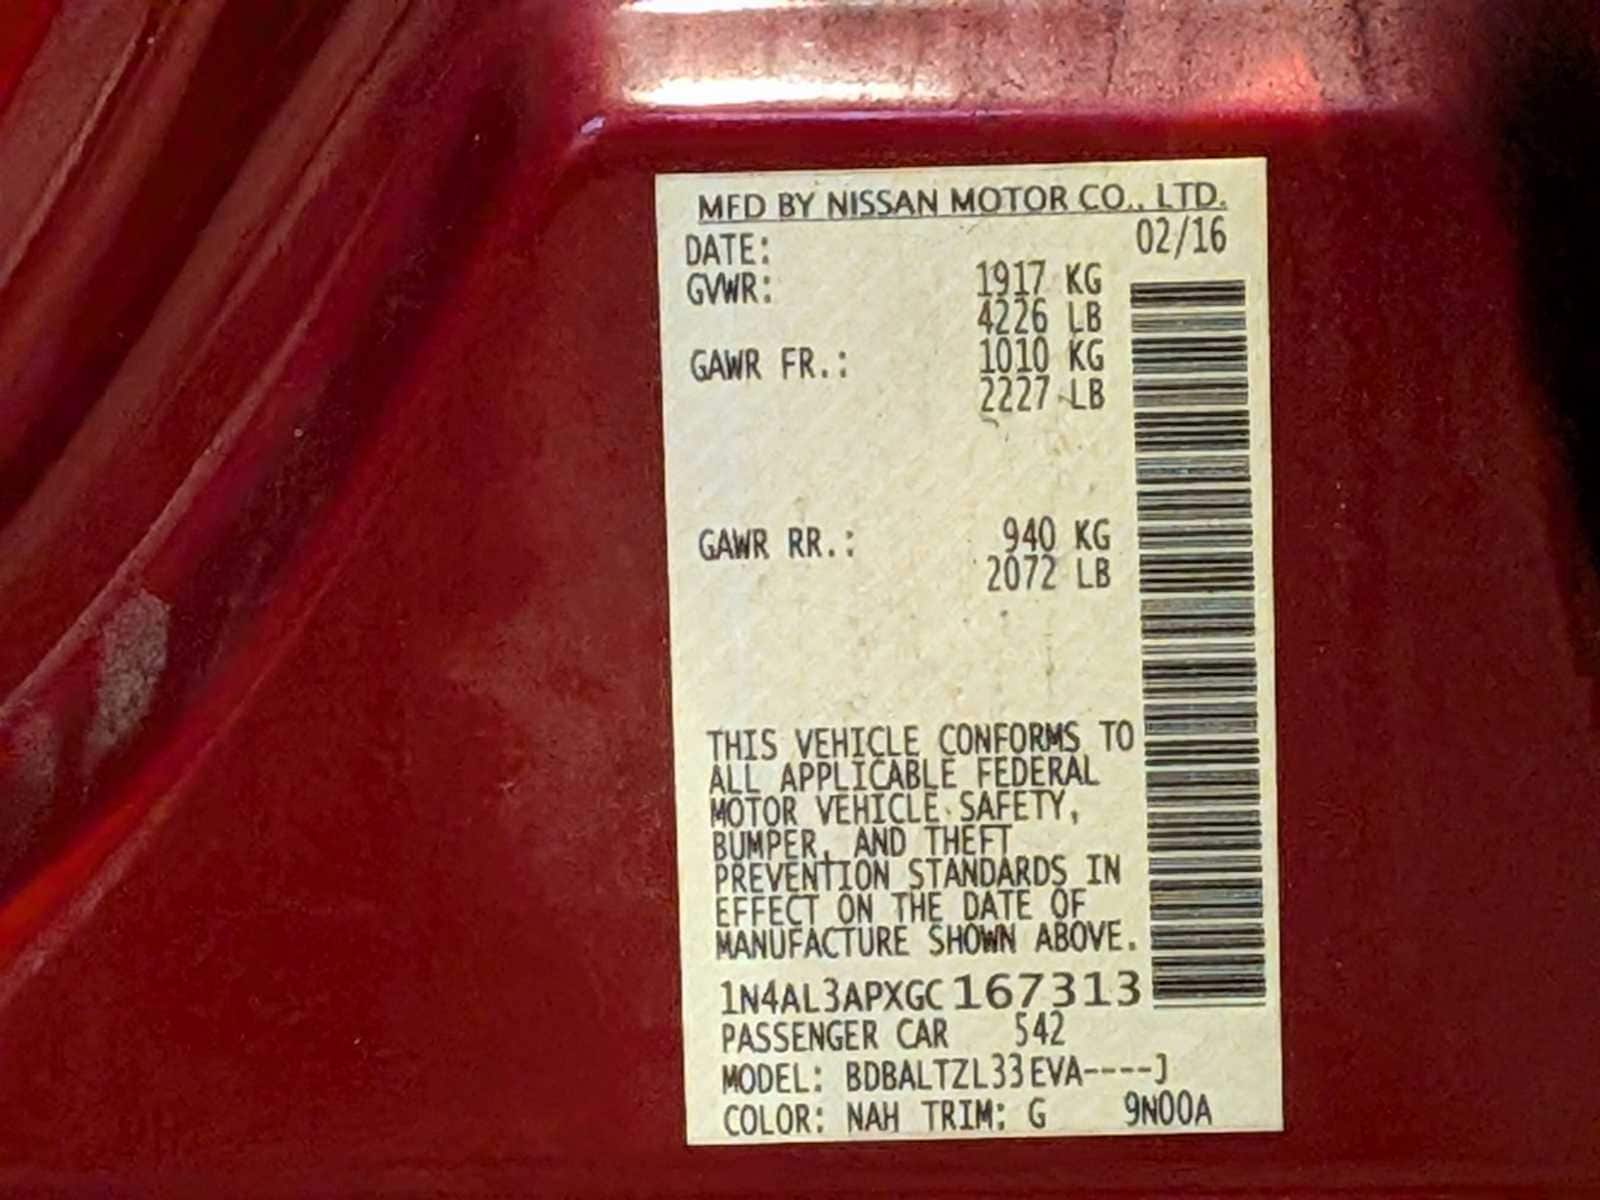 MFD BY NISSAN MOTOR CO., LTD.
DATE: 02/16
GVWR: 1917 KG
4226 LB
GAWR FR.: 1010 KG
2227 LB
GAWR RR.: 940 KG
2072 LB
THIS VEHICLE CONFORMS TO
ALL APPLICABLE FEDERAL
MOTOR VEHICLE SAFETY,
BUMPER, AND THEFT
PREVENTION STANDARDS IN
EFFECT ON THE DATE OF
MANUFACTURE SHOWN ABOVE.
1N4AL3APXGC167313
PASSENGER CAR 542
MODEL: BDBALTZL33EVA----J
COLOR: NAH TRIM: G 9N00A